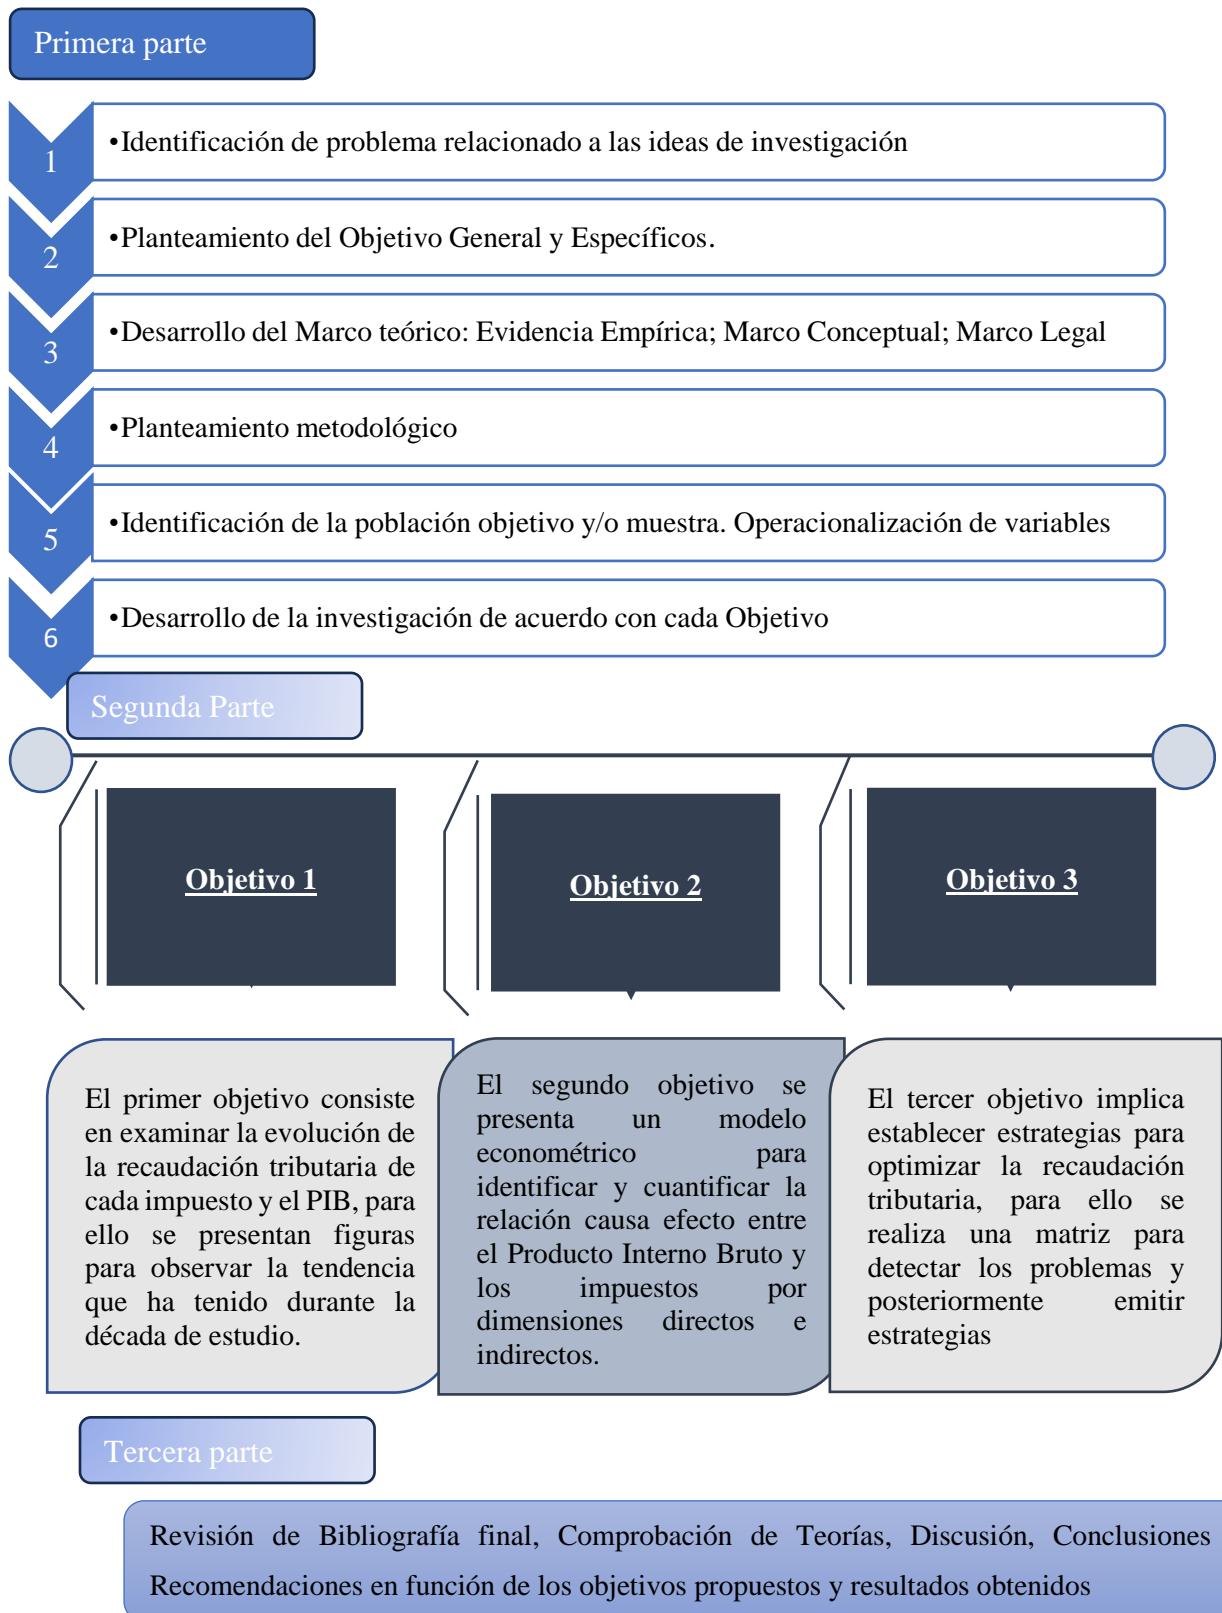 Primera parte
1
•Identificación de problema relacionado a las ideas de investigación
2
•Planteamiento del Objetivo General y Específicos.
3
•Desarrollo del Marco teórico: Evidencia Empírica; Marco Conceptual; Marco Legal
4
•Planteamiento metodológico
5
•Identificación de la población objetivo y/o muestra. Operacionalización de variables
6
•Desarrollo de la investigación de acuerdo con cada Objetivo
Segunda Parte
Objetivo 1
Objetivo 2
Objetivo 3
El primer objetivo consiste
en examinar la evolución de
la recaudación tributaria de
cada impuesto y el PIB, para
ello se presentan figuras
para observar la tendencia
que ha tenido durante la
década de estudio.
El segundo objetivo se
presenta un modelo
econométrico para
identificar y cuantificar la
relación causa efecto entre
el Producto Interno Bruto y
los impuestos por
dimensiones directos e
indirectos.
El tercer objetivo implica
establecer estrategias para
optimizar la recaudación
tributaria, para ello se
realiza una matriz para
detectar los problemas y
posteriormente emitir
estrategias
Tercera parte
Revisión de Bibliografía final, Comprobación de Teorías, Discusión, Conclusiones
Recomendaciones en función de los objetivos propuestos y resultados obtenidos